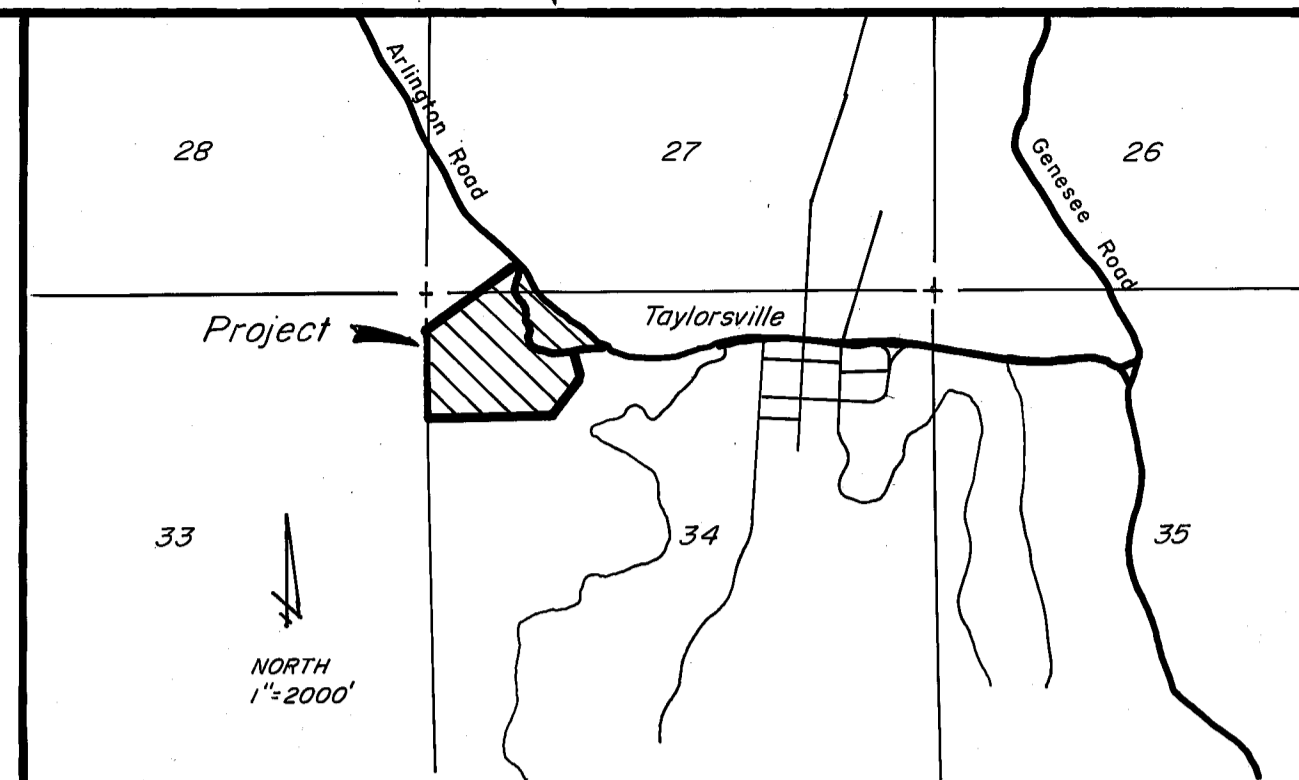 Arlington Road
28
27
26
Genesee Road
Project
Taylorsville
33
34
35
NORTH
1"=2000'